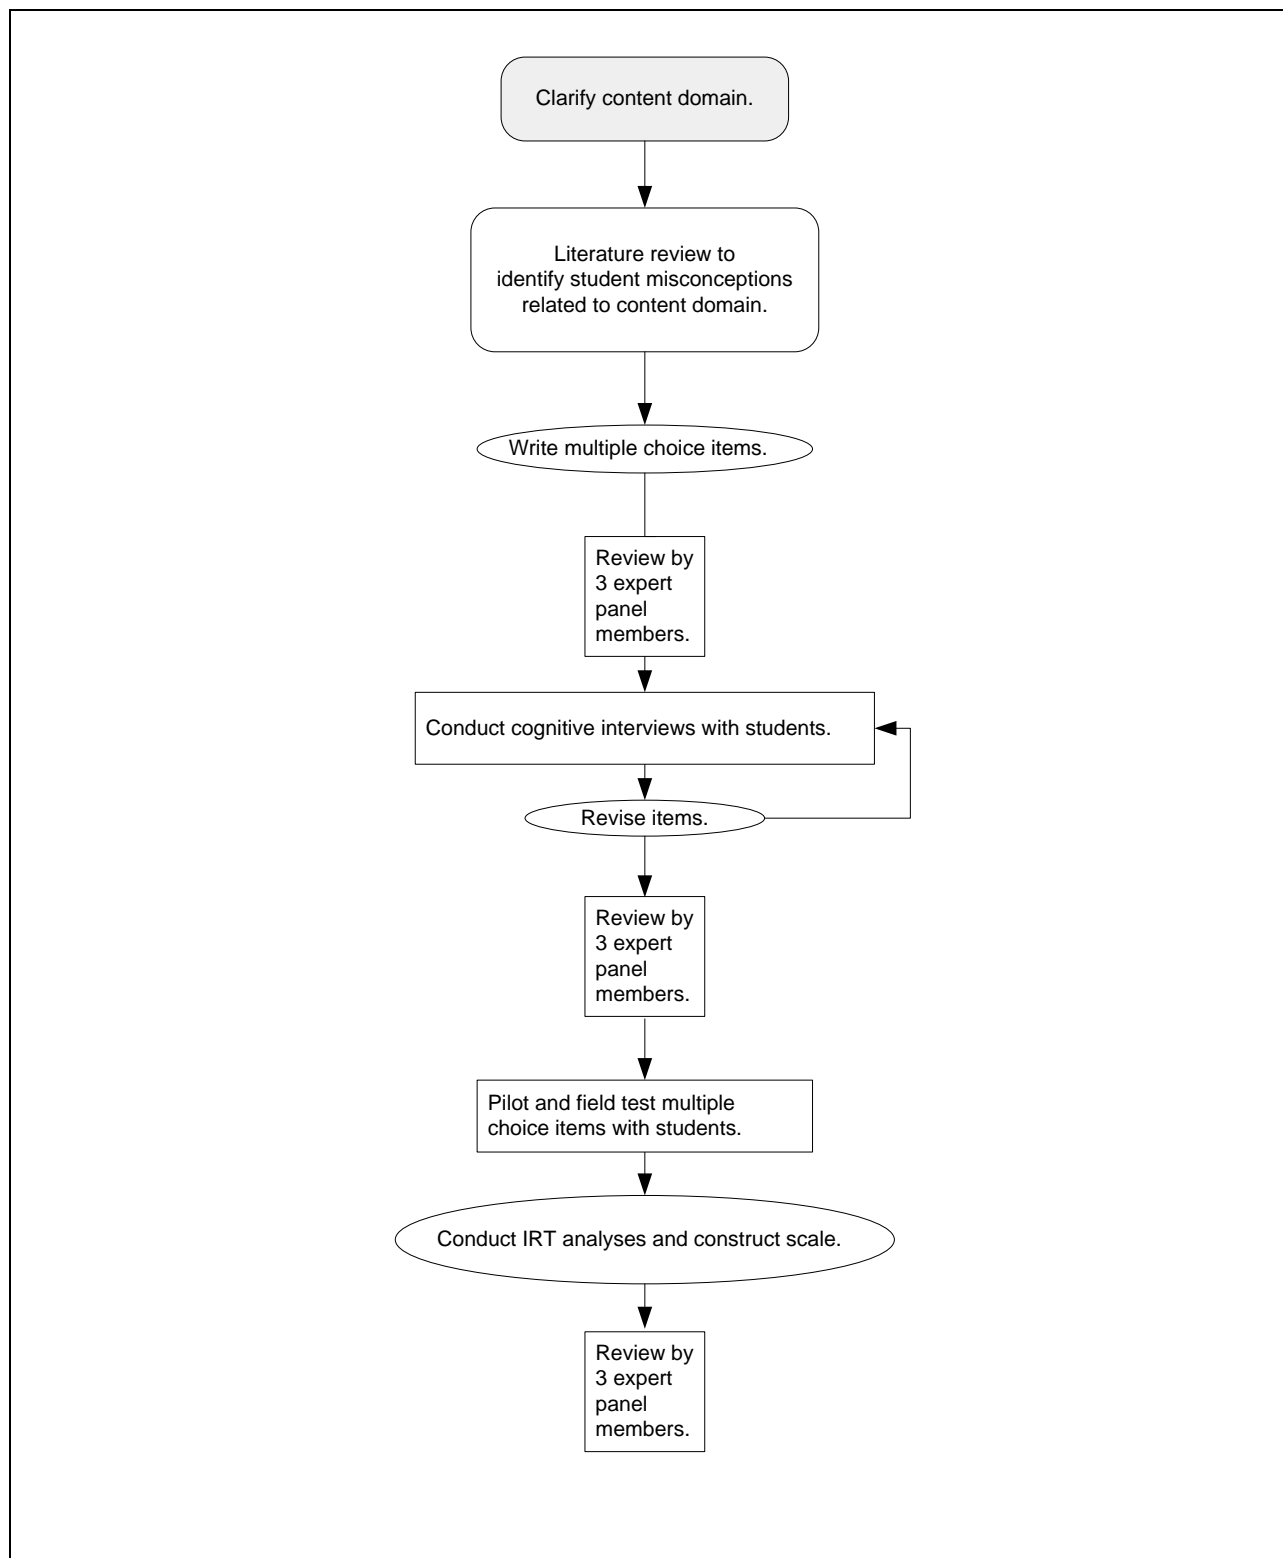 Clarify content domain.
Literature review to
identify student misconceptions
related to content domain.
Write multiple choice items.
Review by
3 expert
panel
members.
Conduct cognitive interviews with students.
Revise items.
Review by
3 expert
panel
members.
Pilot and field test multiple
choice items with students.
Conduct IRT analyses and construct scale.
Review by
3 expert
panel
members.